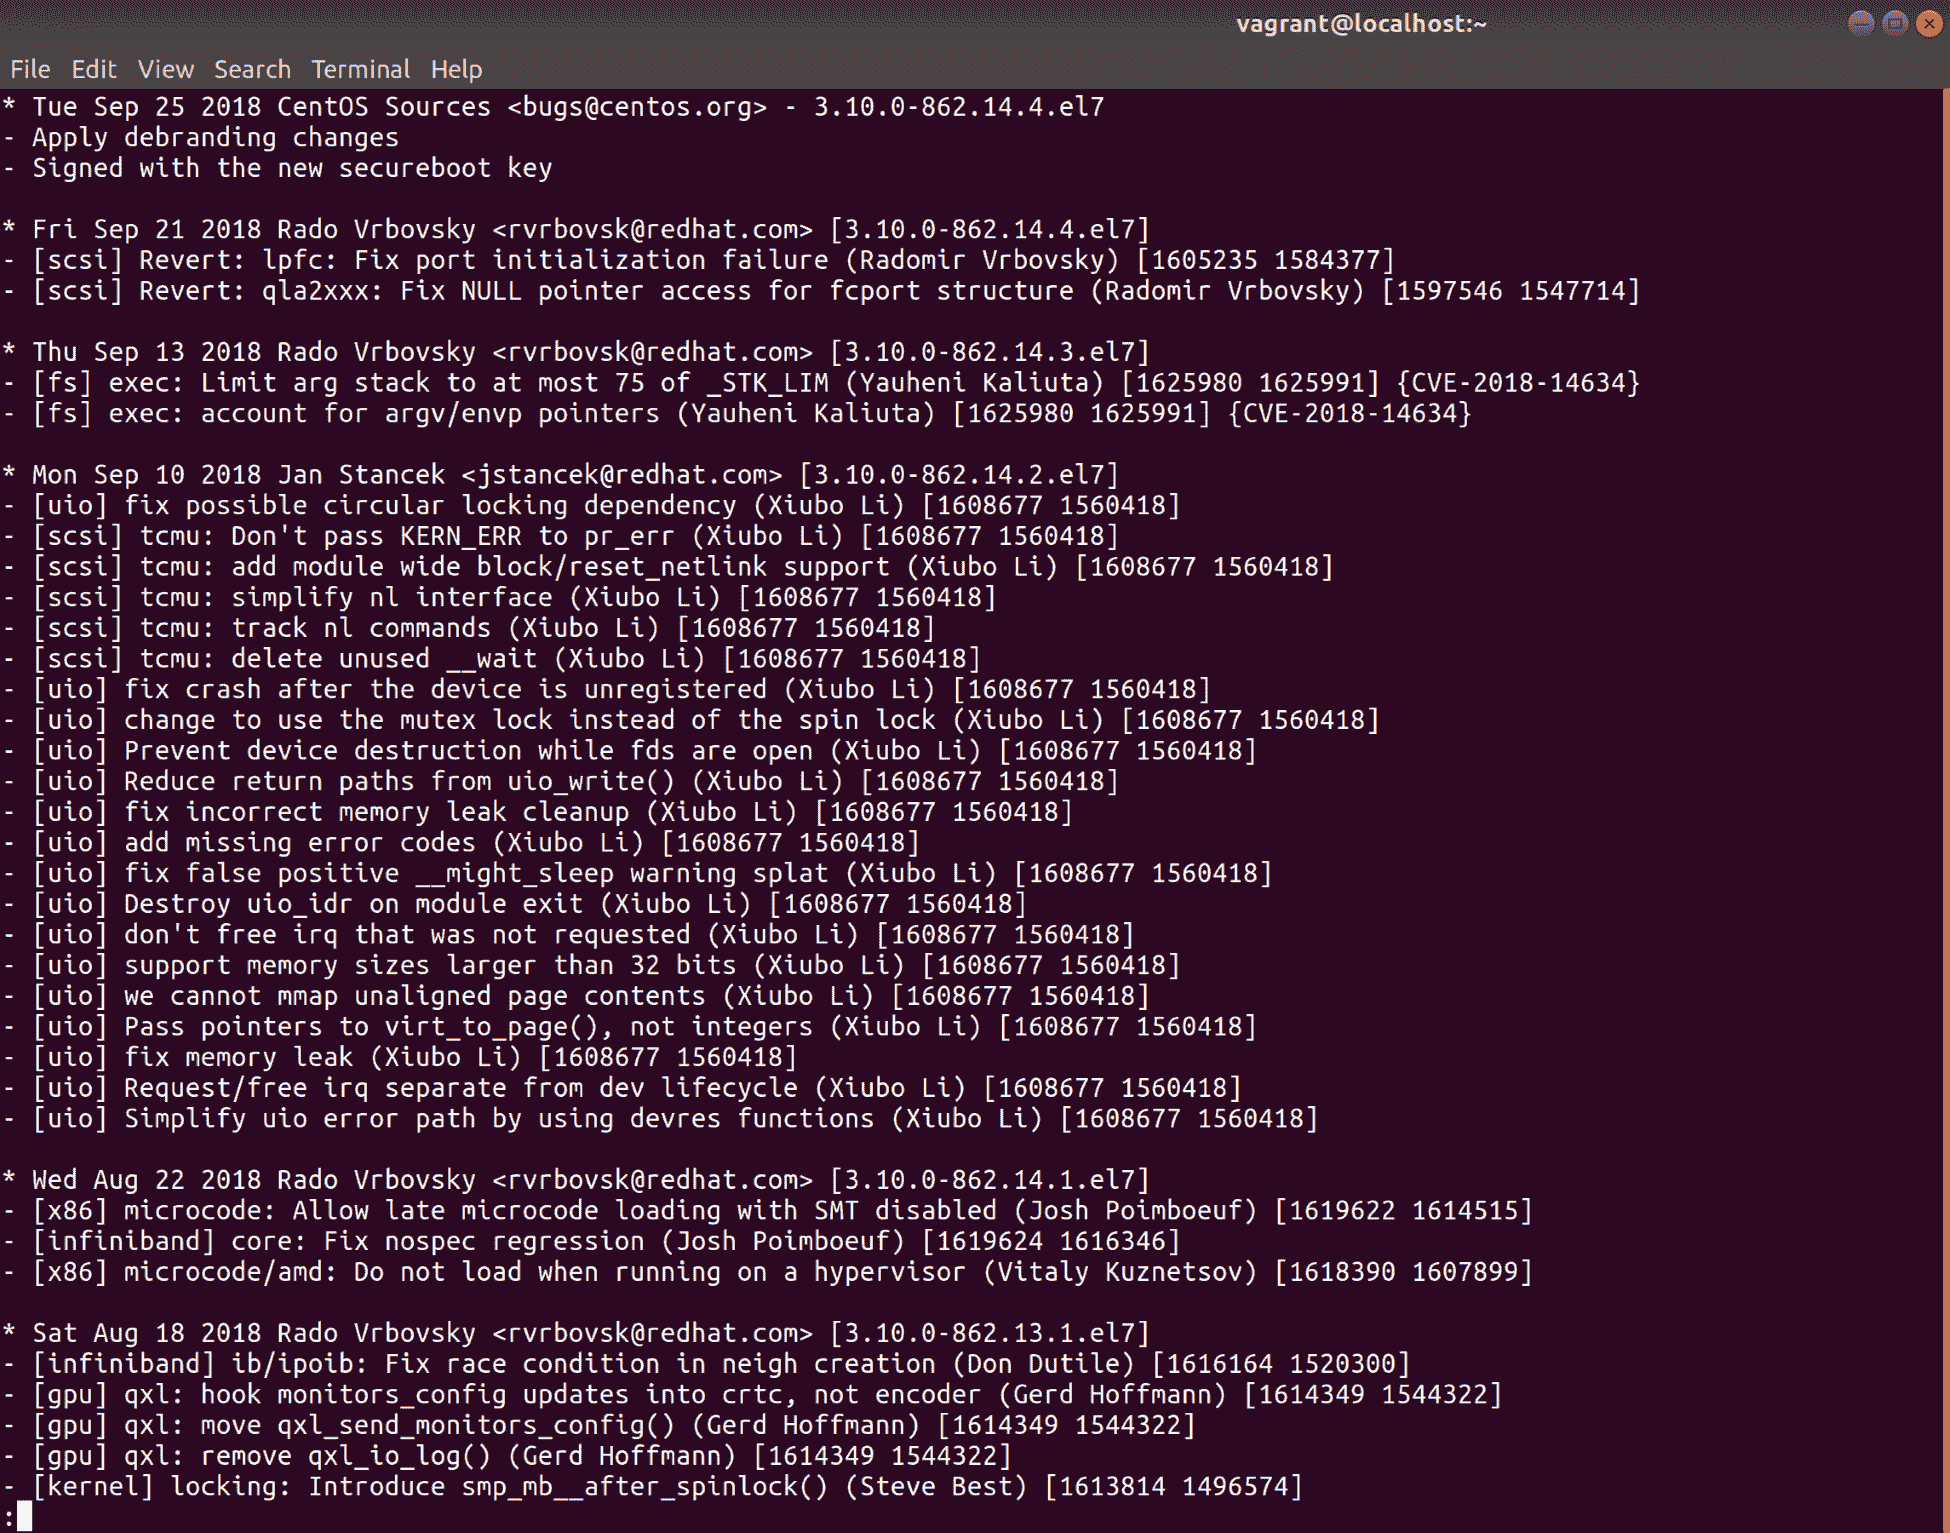 vagrant@localhost:~
File Edit View Search Terminal Help
* Tue Sep 25 2018 CentOS Sources <bugs@centos.org> - 3.10.0-862.14.4.el7
- Apply debranding changes
- Signed with the new secureboot key

* Fri Sep 21 2018 Rado Vrbovsky <rvrbovsk@redhat.com> [3.10.0-862.14.4.el7]
- [scsi] Revert: lpfc: Fix port initialization failure (Radomir Vrbovsky) [1605235 1584377]
- [scsi] Revert: qla2xxx: Fix NULL pointer access for fcport structure (Radomir Vrbovsky) [1597546 1547714]

* Thu Sep 13 2018 Rado Vrbovsky <rvrbovsk@redhat.com> [3.10.0-862.14.3.el7]
- [fs] exec: Limit arg stack to at most 75 of _STK_LIM (Yauheni Kaliuta) [1625980 1625991] {CVE-2018-14634}
- [fs] exec: account for argv/envp pointers (Yauheni Kaliuta) [1625980 1625991] {CVE-2018-14634}

* Mon Sep 10 2018 Jan Stancek <jstancek@redhat.com> [3.10.0-862.14.2.el7]
- [uio] fix possible circular locking dependency (Xiubo Li) [1608677 1560418]
- [scsi] tcmu: Don't pass KERN_ERR to pr_err (Xiubo Li) [1608677 1560418]
- [scsi] tcmu: add module wide block/reset_netlink support (Xiubo Li) [1608677 1560418]
- [scsi] tcmu: simplify nl interface (Xiubo Li) [1608677 1560418]
- [scsi] tcmu: track nl commands (Xiubo Li) [1608677 1560418]
- [scsi] tcmu: delete unused __wait (Xiubo Li) [1608677 1560418]
- [uio] fix crash after the device is unregistered (Xiubo Li) [1608677 1560418]
- [uio] change to use the mutex lock instead of the spin lock (Xiubo Li) [1608677 1560418]
- [uio] Prevent device destruction while fds are open (Xiubo Li) [1608677 1560418]
- [uio] Reduce return paths from uio_write() (Xiubo Li) [1608677 1560418]
- [uio] fix incorrect memory leak cleanup (Xiubo Li) [1608677 1560418]
- [uio] add missing error codes (Xiubo Li) [1608677 1560418]
- [uio] fix false positive __might_sleep warning splat (Xiubo Li) [1608677 1560418]
- [uio] Destroy uio_idr on module exit (Xiubo Li) [1608677 1560418]
- [uio] don't free irq that was not requested (Xiubo Li) [1608677 1560418]
- [uio] support memory sizes larger than 32 bits (Xiubo Li) [1608677 1560418]
- [uio] we cannot mmap unaligned page contents (Xiubo Li) [1608677 1560418]
- [uio] Pass pointers to virt_to_page(), not integers (Xiubo Li) [1608677 1560418]
- [uio] fix memory leak (Xiubo Li) [1608677 1560418]
- [uio] Request/free irq separate from dev lifecycle (Xiubo Li) [1608677 1560418]
- [uio] Simplify uio error path by using devres functions (Xiubo Li) [1608677 1560418]

* Wed Aug 22 2018 Rado Vrbovsky <rvrbovsk@redhat.com> [3.10.0-862.14.1.el7]
- [x86] microcode: Allow late microcode loading with SMT disabled (Josh Poimboeuf) [1619622 1614515]
- [infiniband] core: Fix nospec regression (Josh Poimboeuf) [1619624 1616346]
- [x86] microcode/amd: Do not load when running on a hypervisor (Vitaly Kuznetsov) [1618390 1607899]

* Sat Aug 18 2018 Rado Vrbovsky <rvrbovsk@redhat.com> [3.10.0-862.13.1.el7]
- [infiniband] ib/ipoib: Fix race condition in neigh creation (Don Dutile) [1616164 1520300]
- [gpu] qxl: hook monitors_config updates into crtc, not encoder (Gerd Hoffmann) [1614349 1544322]
- [gpu] qxl: move qxl_send_monitors_config() (Gerd Hoffmann) [1614349 1544322]
- [gpu] qxl: remove qxl_io_log() (Gerd Hoffmann) [1614349 1544322]
- [kernel] locking: Introduce smp_mb__after_spinlock() (Steve Best) [1613814 1496574]
: